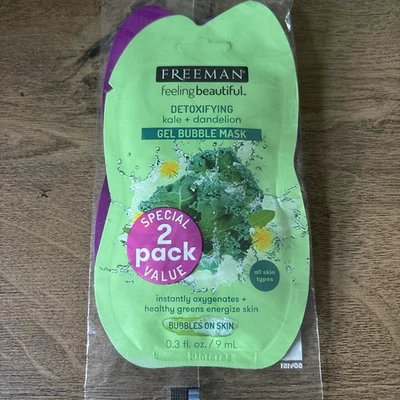 FREEMAN®
feeling beautiful™
DETOXIFYING
kale + dandelion
GEL BUBBLE MASK
SPECIAL
2
pack
VALUE
all skin
types
instantly oxygenates +
healthy greens energize skin
BUBBLES ON SKIN
0.3 fl. oz. / 9 mL